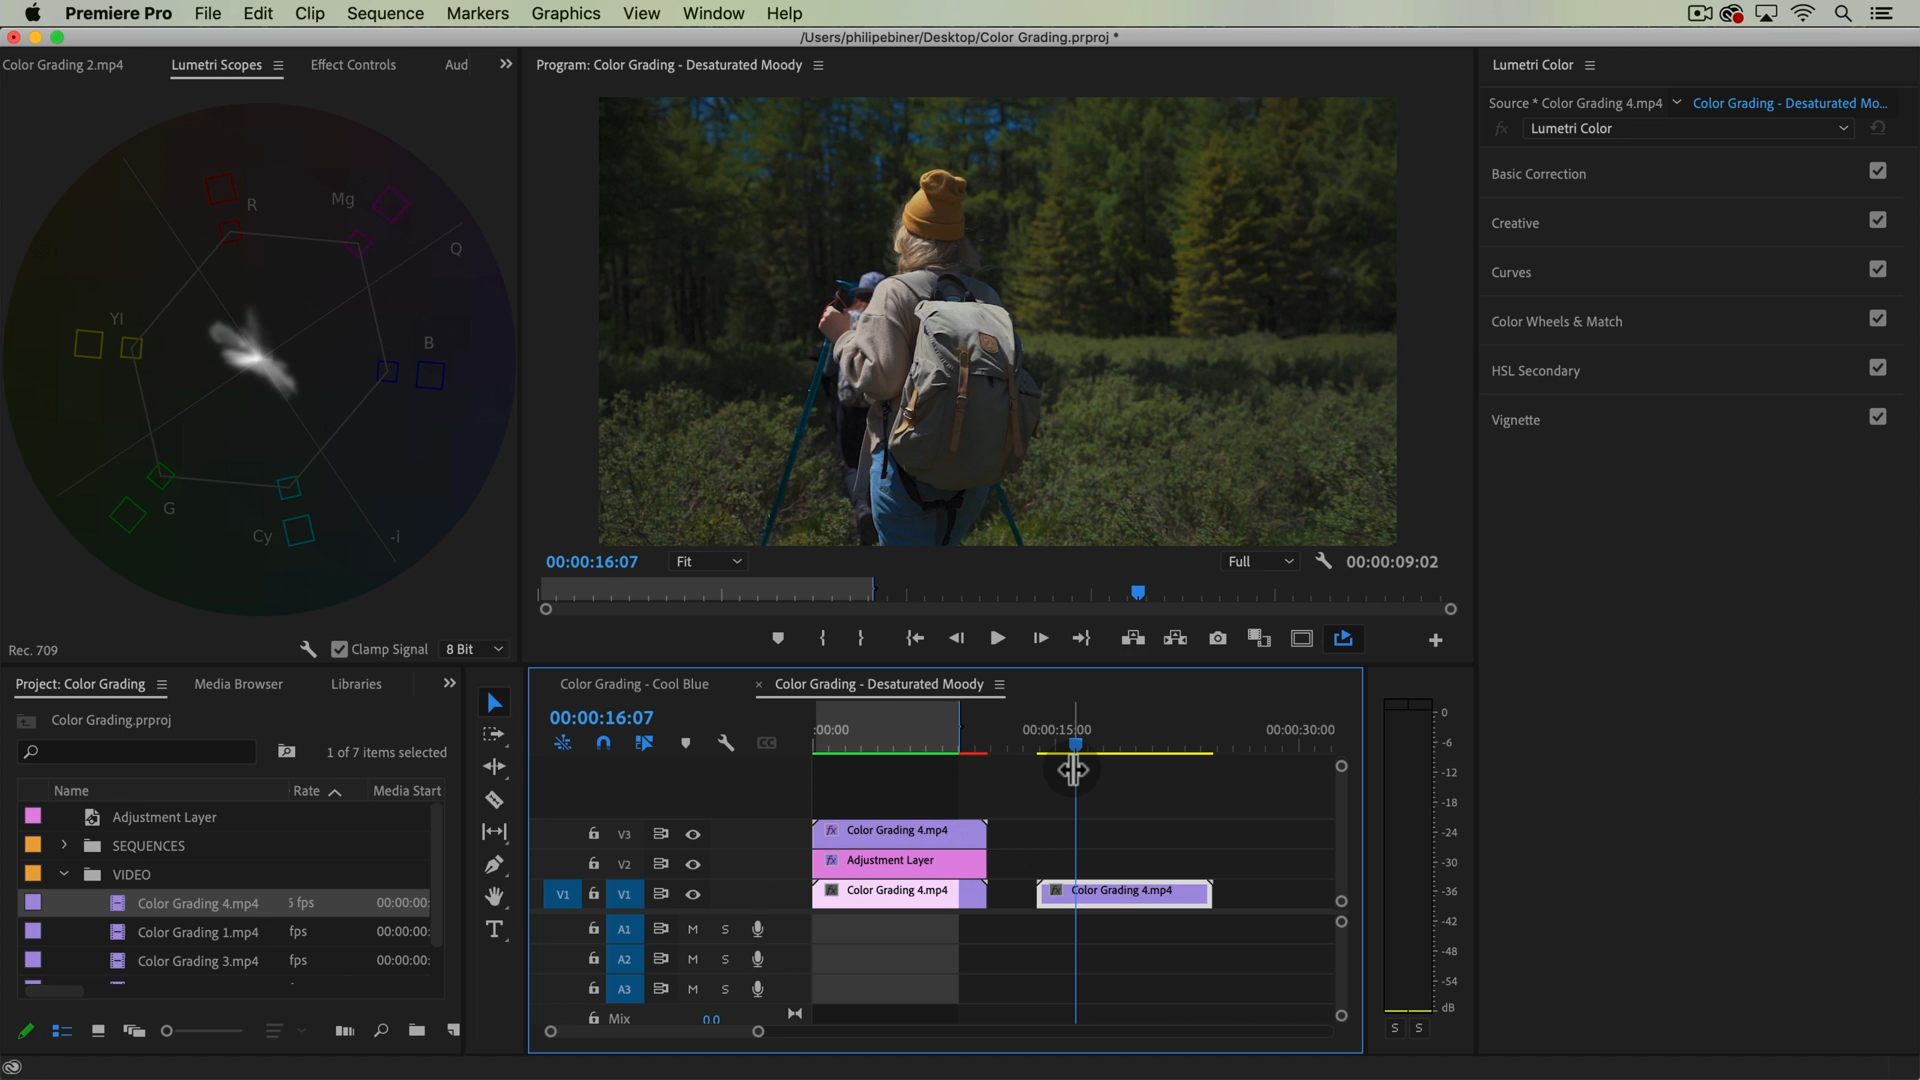 Premiere Pro File Edit Clip Sequence Markers Graphics View Window Help
/Users/philipebiner/Desktop/Color Grading.prproj *
Color Grading 2.mp4 Lumetri Scopes Effect Controls Aud
Program: Color Grading - Desaturated Moody
Lumetri Color
Source * Color Grading 4.mp4 Color Grading - Desaturated Mo...
fx Lumetri Color
Basic Correction
Creative
Curves
Color Wheels & Match
HSL Secondary
Vignette
R
Mg
Q
Yl
B
G
Cy
-i
Rec. 709 Clamp Signal 8 Bit
00:00:16:07 Fit Full 00:00:09:02
Project: Color Grading Media Browser Libraries
Color Grading.prproj
1 of 7 items selected
Name Rate Media Start
Adjustment Layer
SEQUENCES
VIDEO
Color Grading 4.mp4 5 fps 00:00:00:
Color Grading 1.mp4 fps 00:00:00:
Color Grading 3.mp4 fps 00:00:00:
Color Grading - Cool Blue × Color Grading - Desaturated Moody
00:00:16:07
:00:00 00:00:15:00 00:00:30:00
V3 fx Color Grading 4.mp4
V2 fx Adjustment Layer
V1 V1 fx Color Grading 4.mp4 fx Color Grading 4.mp4
A1 M S
A2 M S
A3 M S
Mix 0.0
0
-6
-12
-18
-24
-30
-36
-42
-48
-54
dB
S S